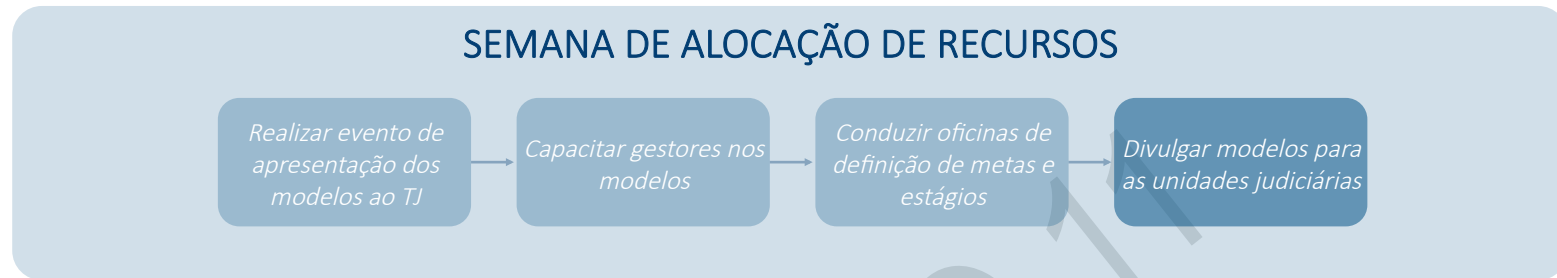 SEMANA DE ALOCAÇÃO DE RECURSOS
Realizar evento de
apresentação dos
modelos ao TJ
Capacitar gestores nos
modelos
Conduzir oficinas de
definição de metas e
estágios
Divulgar modelos para
as unidades judiciárias